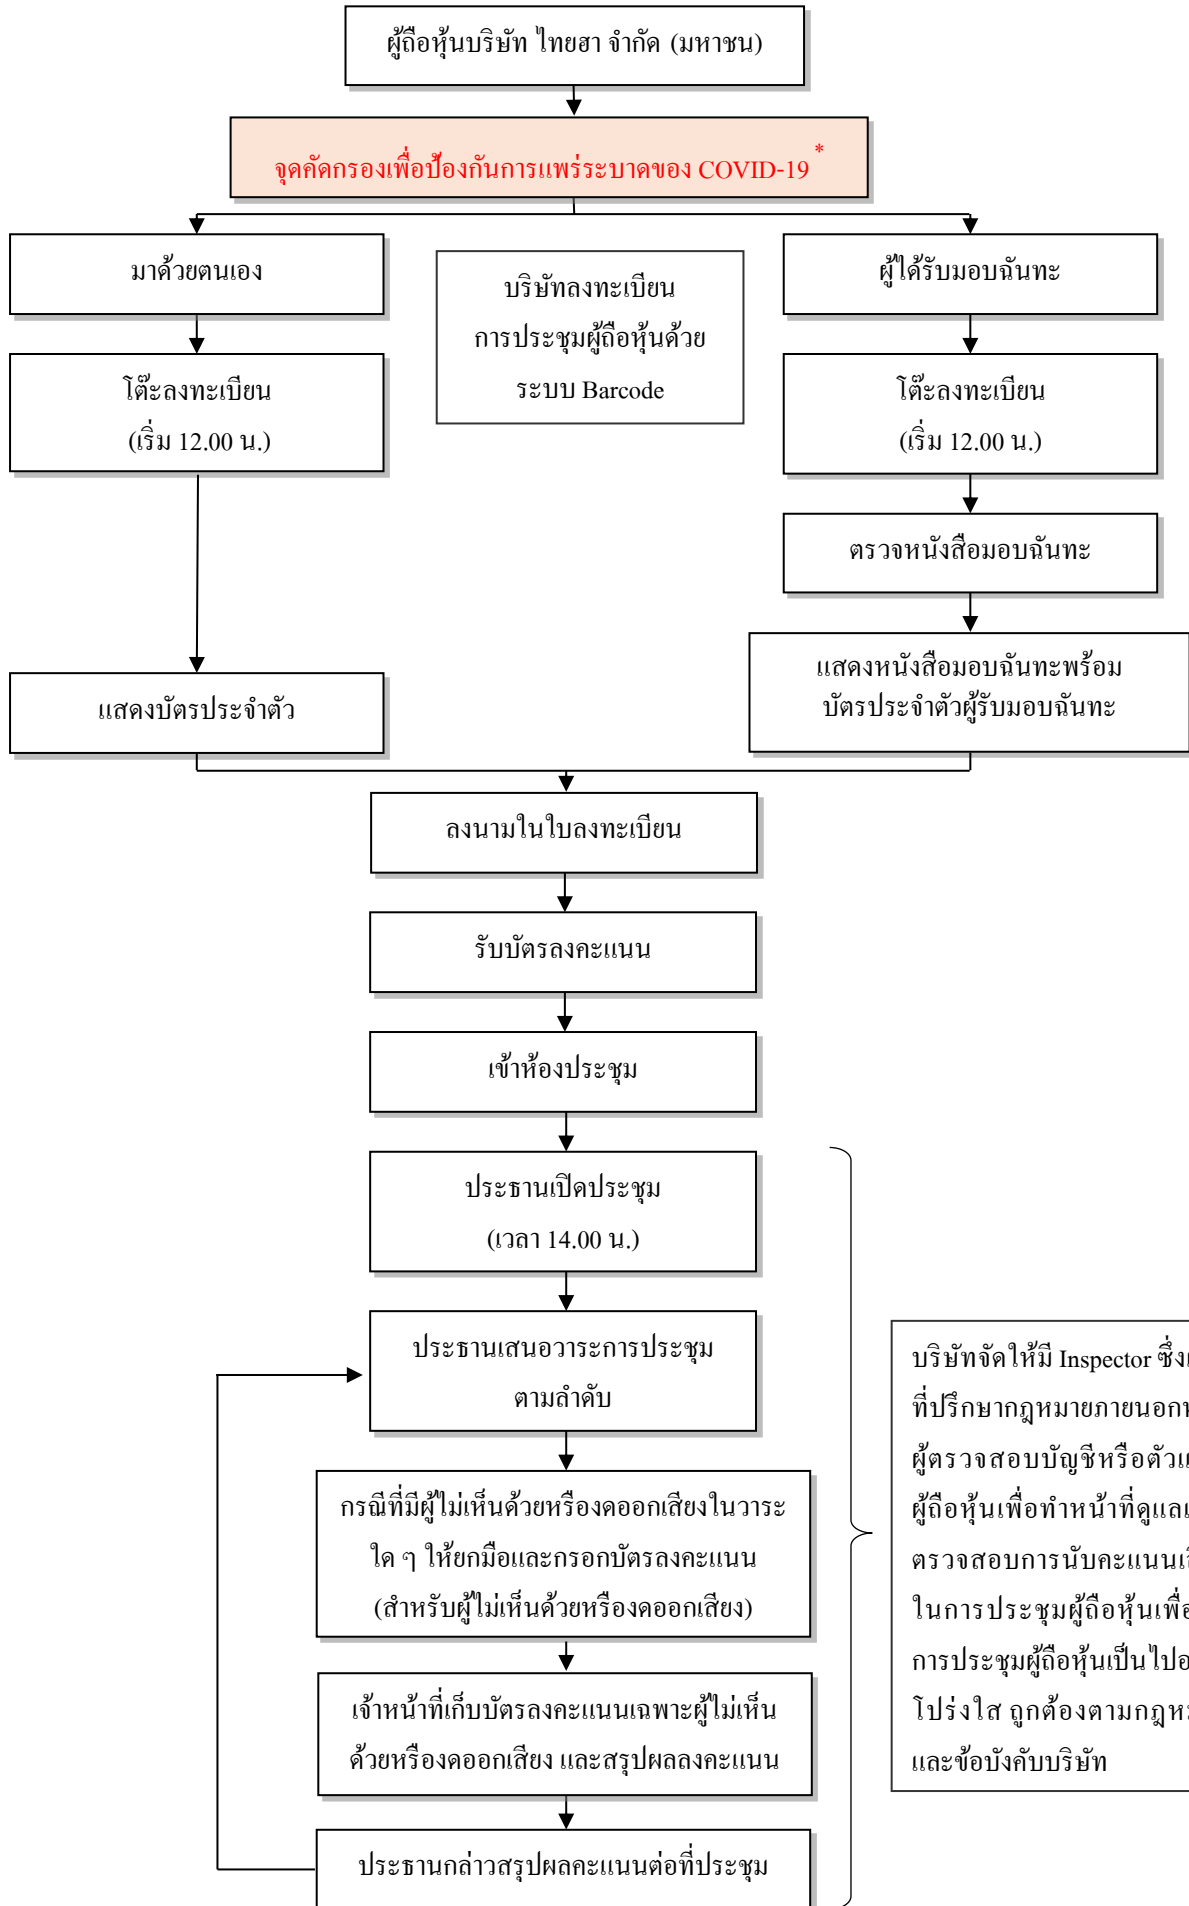 ผู้ถือหุ้นบริษัท ไทยฮา จำกัด (มหาชน)
จุดคัดกรองเพื่อป้องกันการแพร่ระบาดของ COVID-19 *
มาด้วยตนเอง
บริษัทลงทะเบียน
การประชุมผู้ถือหุ้นด้วย
ระบบ Barcode
ผู้ได้รับมอบฉันทะ
โต๊ะลงทะเบียน
(เริ่ม 12.00 น.)
โต๊ะลงทะเบียน
(เริ่ม 12.00 น.)
ตรวจหนังสือมอบฉันทะ
แสดงบัตรประจำตัว
แสดงหนังสือมอบฉันทะพร้อม
บัตรประจำตัวผู้รับมอบฉันทะ
ลงนามในใบลงทะเบียน
รับบัตรลงคะแนน
เข้าห้องประชุม
ประธานเปิดประชุม
(เวลา 14.00 น.)
ประธานเสนอวาระการประชุม
ตามลำดับ
กรณีที่มีผู้ไม่เห็นด้วยหรืองดออกเสียงในวาระ
ใด ๆ ให้ยกมือและกรอกบัตรลงคะแนน
(สำหรับผู้ไม่เห็นด้วยหรืองดออกเสียง)
เจ้าหน้าที่เก็บบัตรลงคะแนนเฉพาะผู้ไม่เห็น
ด้วยหรืองดออกเสียง และสรุปผลลงคะแนน
ประธานกล่าวสรุปผลคะแนนต่อที่ประชุม
บริษัทจัดให้มี Inspector ซึ่ง
ที่ปรึกษากฎหมายภายนอก
ผู้ตรวจสอบบัญชีหรือ
ผู้ถือหุ้นเพื่อทำหน้าที่ดูแล
ตรวจสอบการนับคะแนน
ในการประชุมผู้ถือหุ้น
การประชุมผู้ถือหุ้นเป็นไป
โปร่งใส ถูกต้องตาม
และข้อบังคับบริษัท